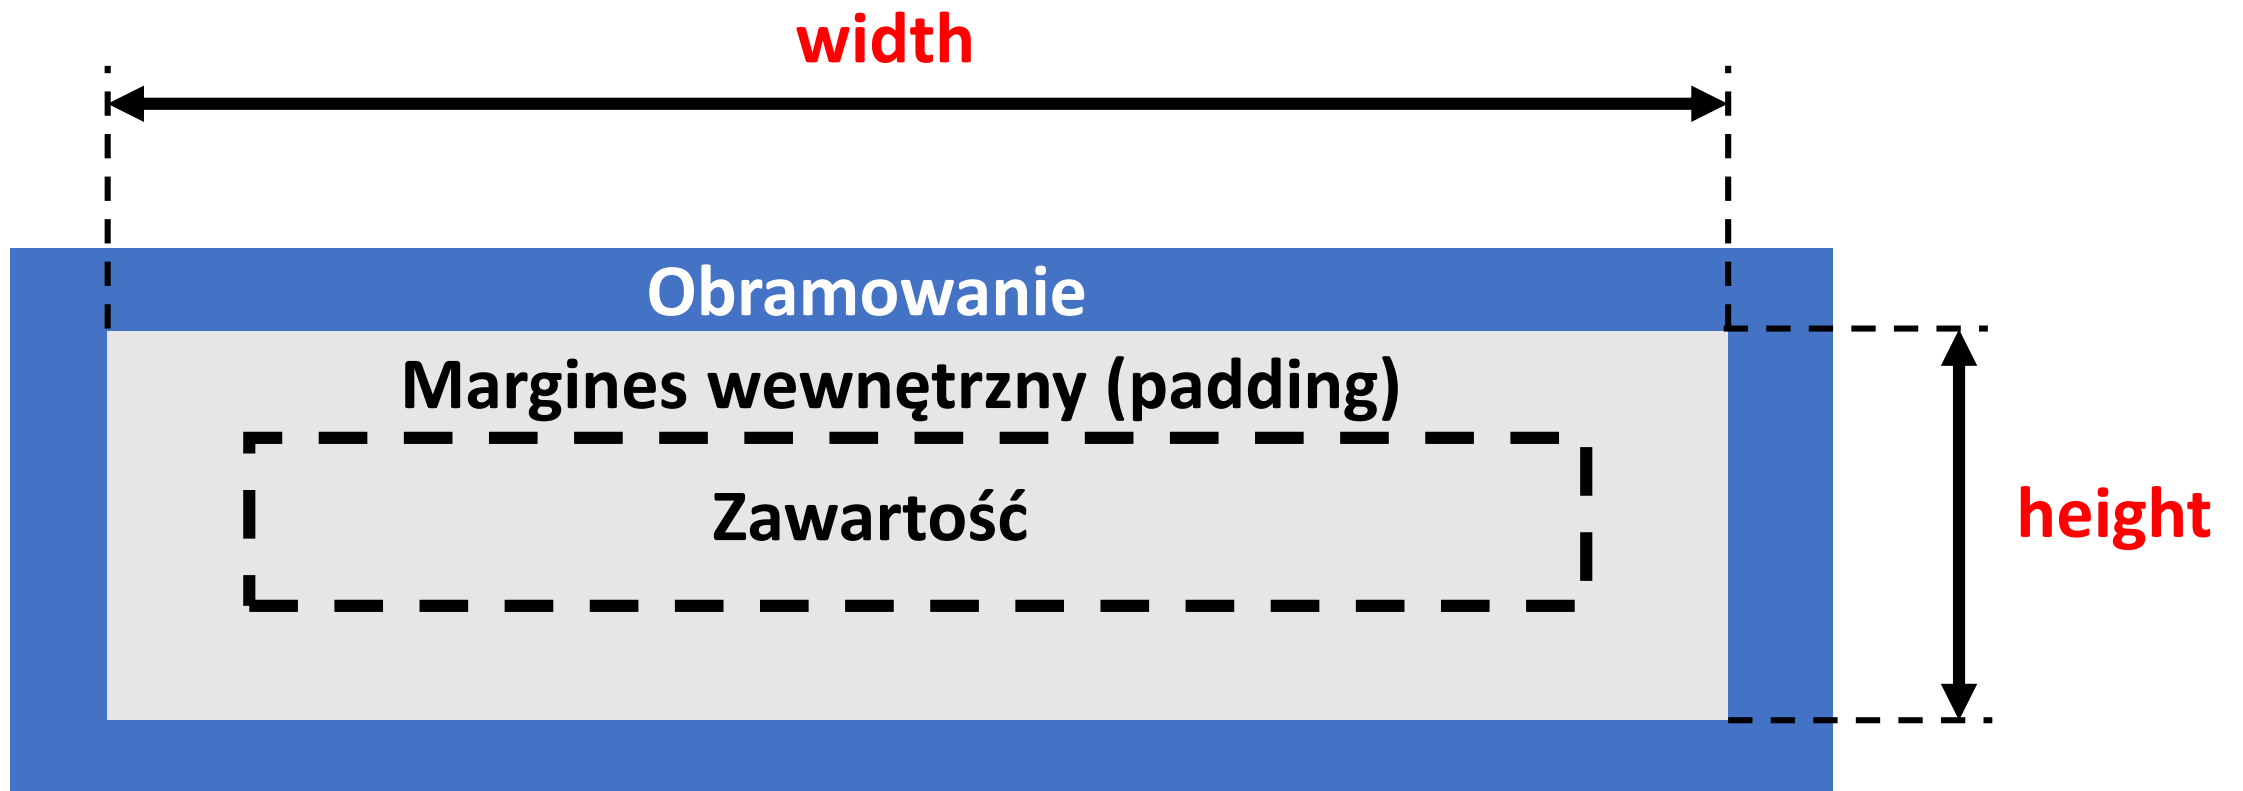 width
Obramowanie
Margines wewnętrzny (padding)
Zawartość
height